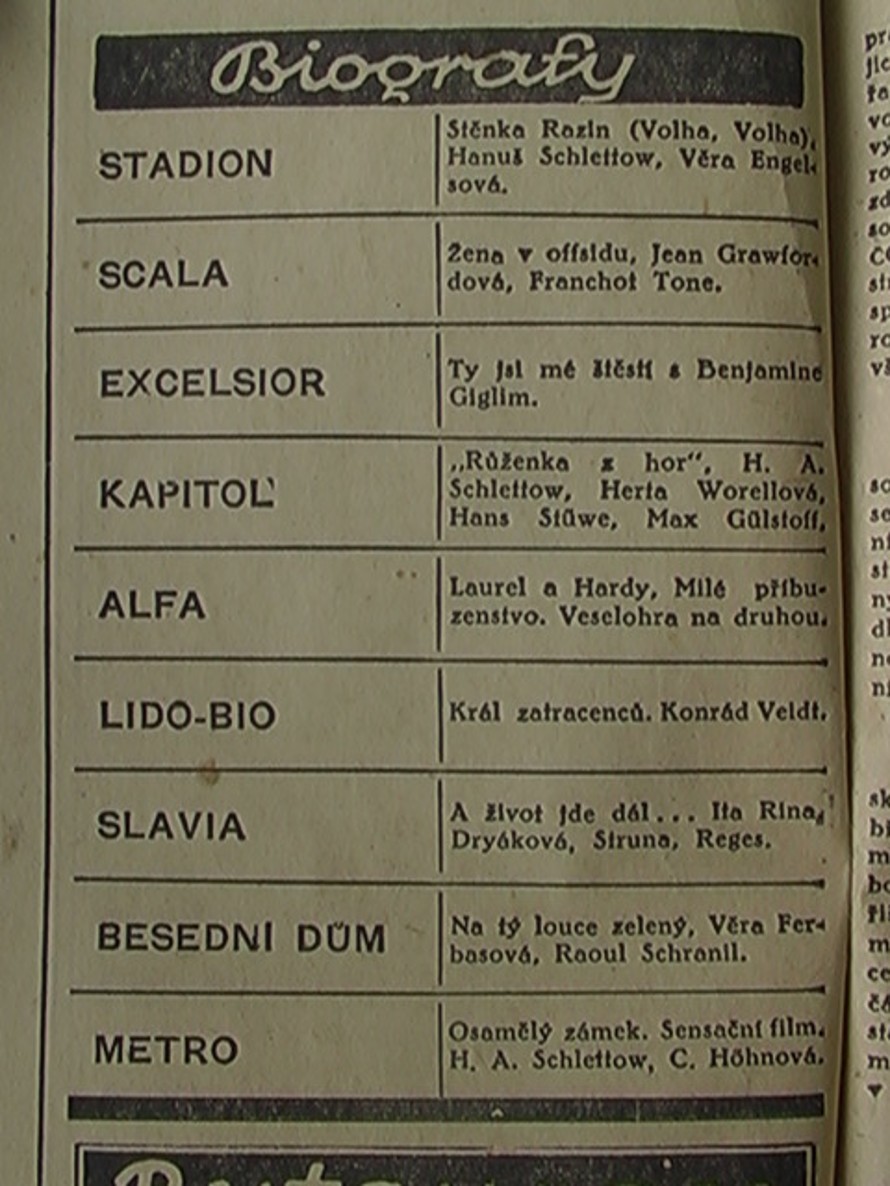 Biografy
STADION
Stěnka Razin (Volha, Volha),
Hanuš Schlettow, Věra Engel-
sová.
SCALA
Žena v offsidu, Jean Grawfor-
dová, Franchot Tone.
EXCELSIOR
Ty jsi mé štěstí s Benjamine
Giglim.
KAPITOL
„Růženka z hor“, H. A.
Schlettow, Herta Worellová,
Hans Stüwe, Max Gülstoff,
ALFA
Laurel a Hardy, Milé příbu-
zenstvo. Veselohra na druhou.
LIDO-BIO
Král zatracenců. Konrád Veidt.
SLAVIA
A život jde dál... Ita Rina,
Dryáková, Struna, Reges.
BESEDNÍ DŮM
Na tý louce zelený, Věra Fer-
basová, Raoul Schranil.
METRO
Osamělý zámek. Sensační film.
H. A. Schlettow, C. Höhnová.